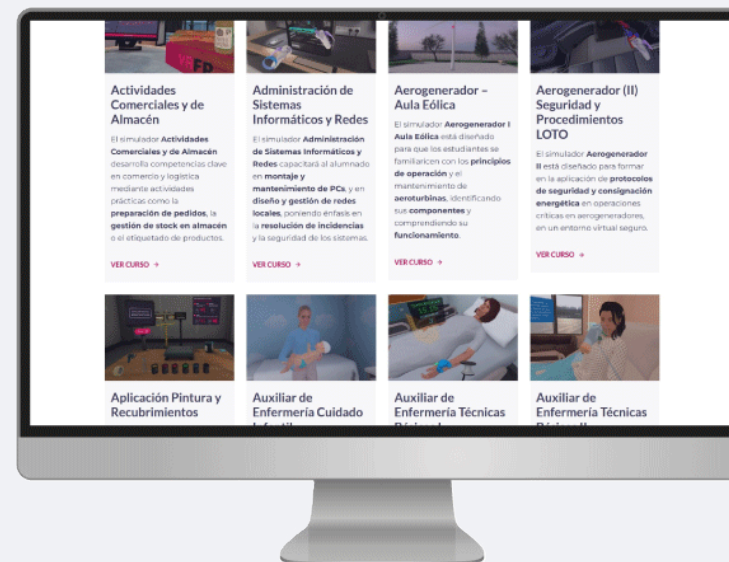 Actividades
Comerciales y de
Almacén
El simulador Actividades
Comerciales y de Almacén
desarrolla competencias clave
en comercio y logística
mediante actividades
prácticas como la
preparación de pedidos, la
gestión de stock en almacén
o el etiquetado de productos.
VER CURSO →
Administración de
Sistemas
Informáticos y Redes
El simulador Administración
de Sistemas Informáticos y
Redes capacitará al alumnado
en montaje y
mantenimiento de PCs, y en
diseño y gestión de redes
locales, poniendo énfasis en
la resolución de incidencias
y la seguridad de los sistemas.
VER CURSO →
Aerogenerador –
Aula Eólica
El simulador Aerogenerador I
Aula Eólica está diseñado
para que los estudiantes se
familiaricen con los principios
de operación y el
mantenimiento de
aeroturbinas, identificando
sus componentes y
comprendiendo su
funcionamiento.
VER CURSO →
Aerogenerador (II)
Seguridad y
Procedimientos
LOTO
El simulador Aerogenerador
II está diseñado para formar
en la aplicación de protocolos
de seguridad y consignación
energética en operaciones
críticas en aerogeneradores,
en un entorno virtual seguro.
VER CURSO →
Aplicación Pintura y
Recubrimientos
Auxiliar de
Enfermería Cuidado
Auxiliar de
Enfermería Técnicas
Auxiliar de
Enfermería Técnicas